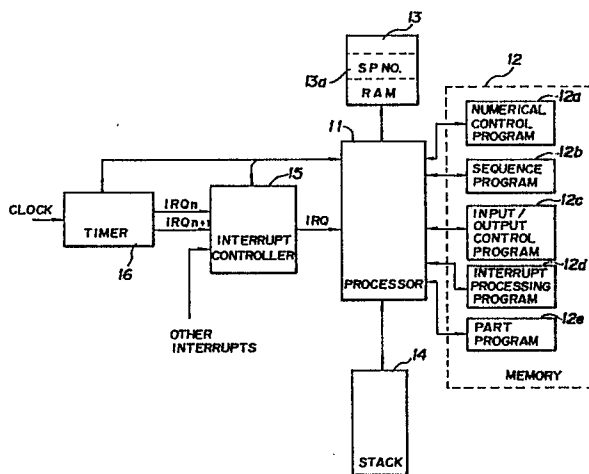 13
13a
SP NO.
RAM
12
12a
NUMERICAL
CONTROL
PROGRAM
11
12b
SEQUENCE
PROGRAM
15
12c
CLOCK
TIMER
IRQn
IRQn+1
INTERRUPT
CONTROLLER
IRQ
INPUT/
OUTPUT
CONTROL
PROGRAM
16
PROCESSOR
12d
INTERRUPT
PROCESSING
PROGRAM
OTHER
INTERRUPTS
12e
PART
PROGRAM
14
MEMORY
STACK